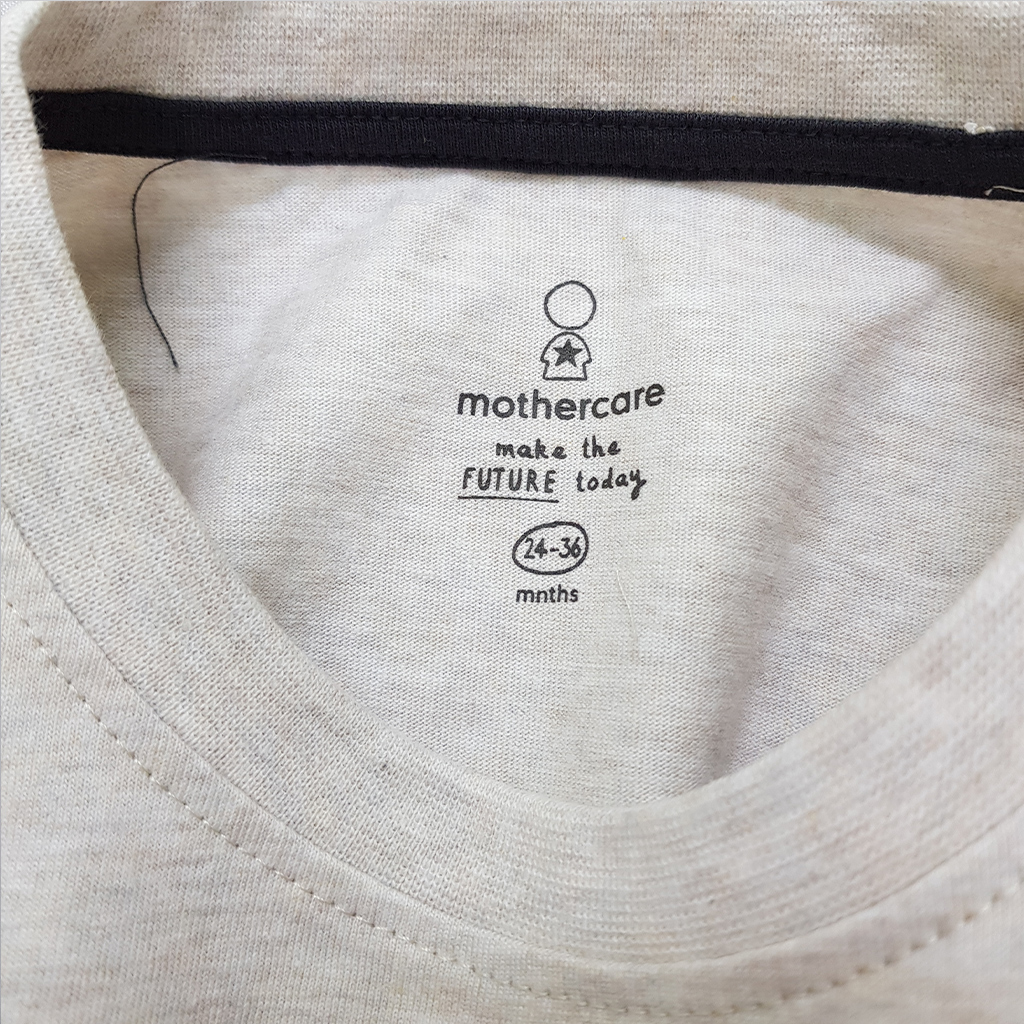 mothercare
make the
FUTURE today
24-36
mnths